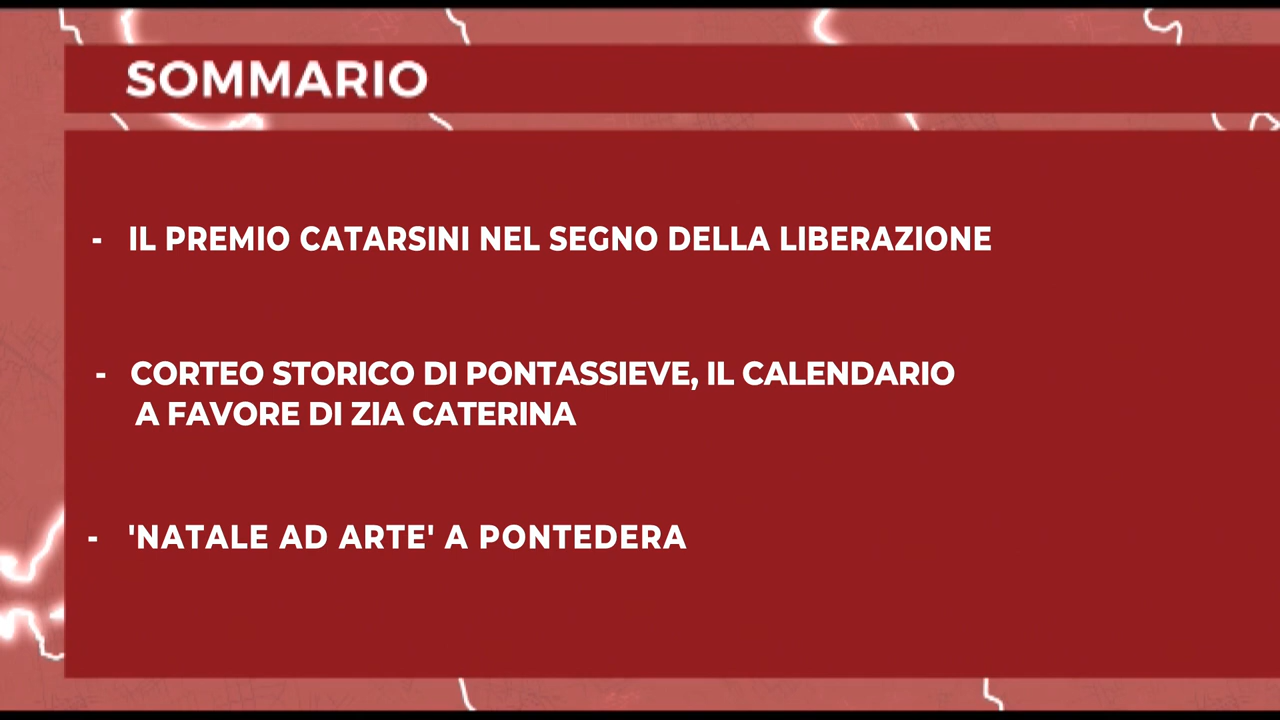 SOMMARIO
- IL PREMIO CATARSINI NEL SEGNO DELLA LIBERAZIONE
- CORTEO STORICO DI PONTASSIEVE, IL CALENDARIO
A FAVORE DI ZIA CATERINA
- 'NATALE AD ARTE' A PONTEDERA